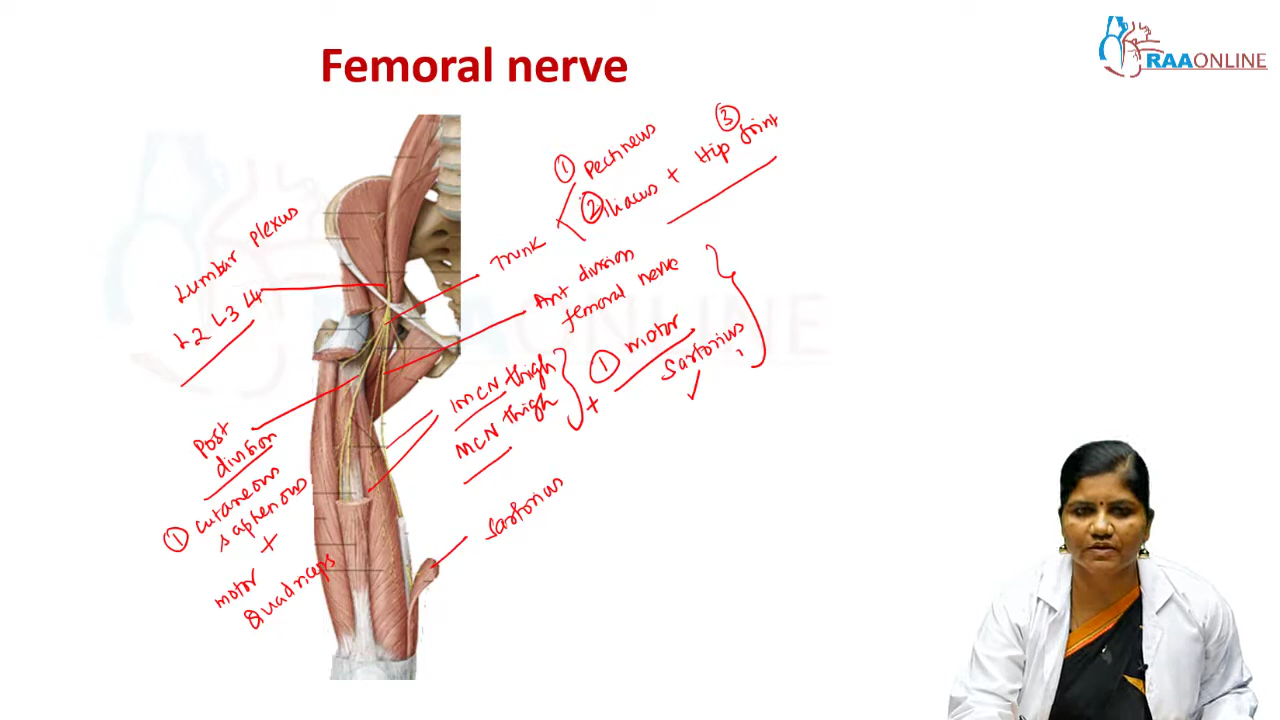 Femoral nerve
RAAONLINE
① Pectineus
② iliacus + Hip Joint
③
Trunk
Lumbar plexus
L2 L3 L4
Ant division
femoral nerve
① motor
Sartorius
IMCN thigh
MCN thigh
+
Post
division
① cutaneous
saphenous
+
motor
Quadriceps
Sartorius
RAAONLINE